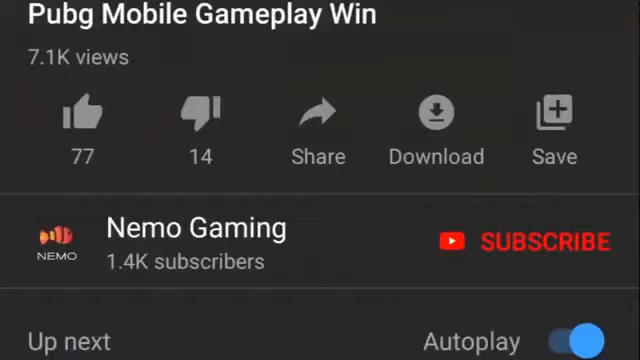 Pubg Mobile Gameplay Win
7.1K views
77 14 Share Download Save
Nemo Gaming
NEMO
1.4K subscribers
SUBSCRIBE
Up next Autoplay